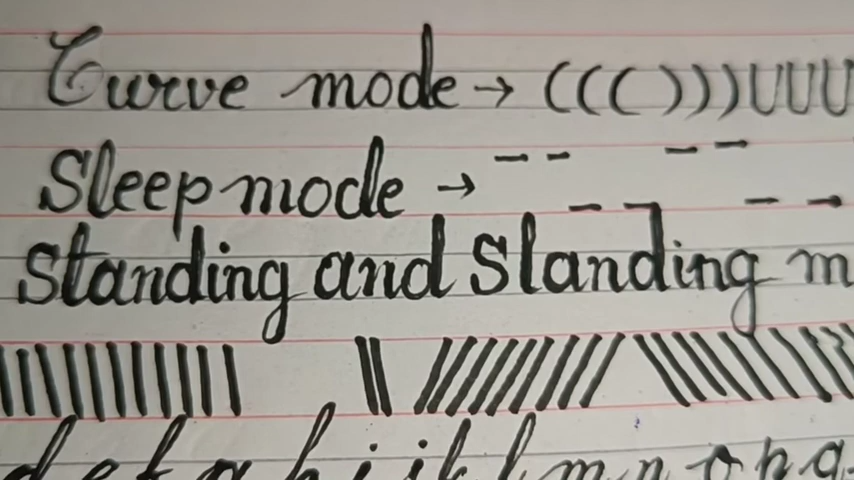 Curve mode → ((()))UUU
Sleep mode → – – – – – – – –
Standing and Slanding m
||||||||||| || ///////// \\\\\\\\\
d e f g h i j k l m n o p q